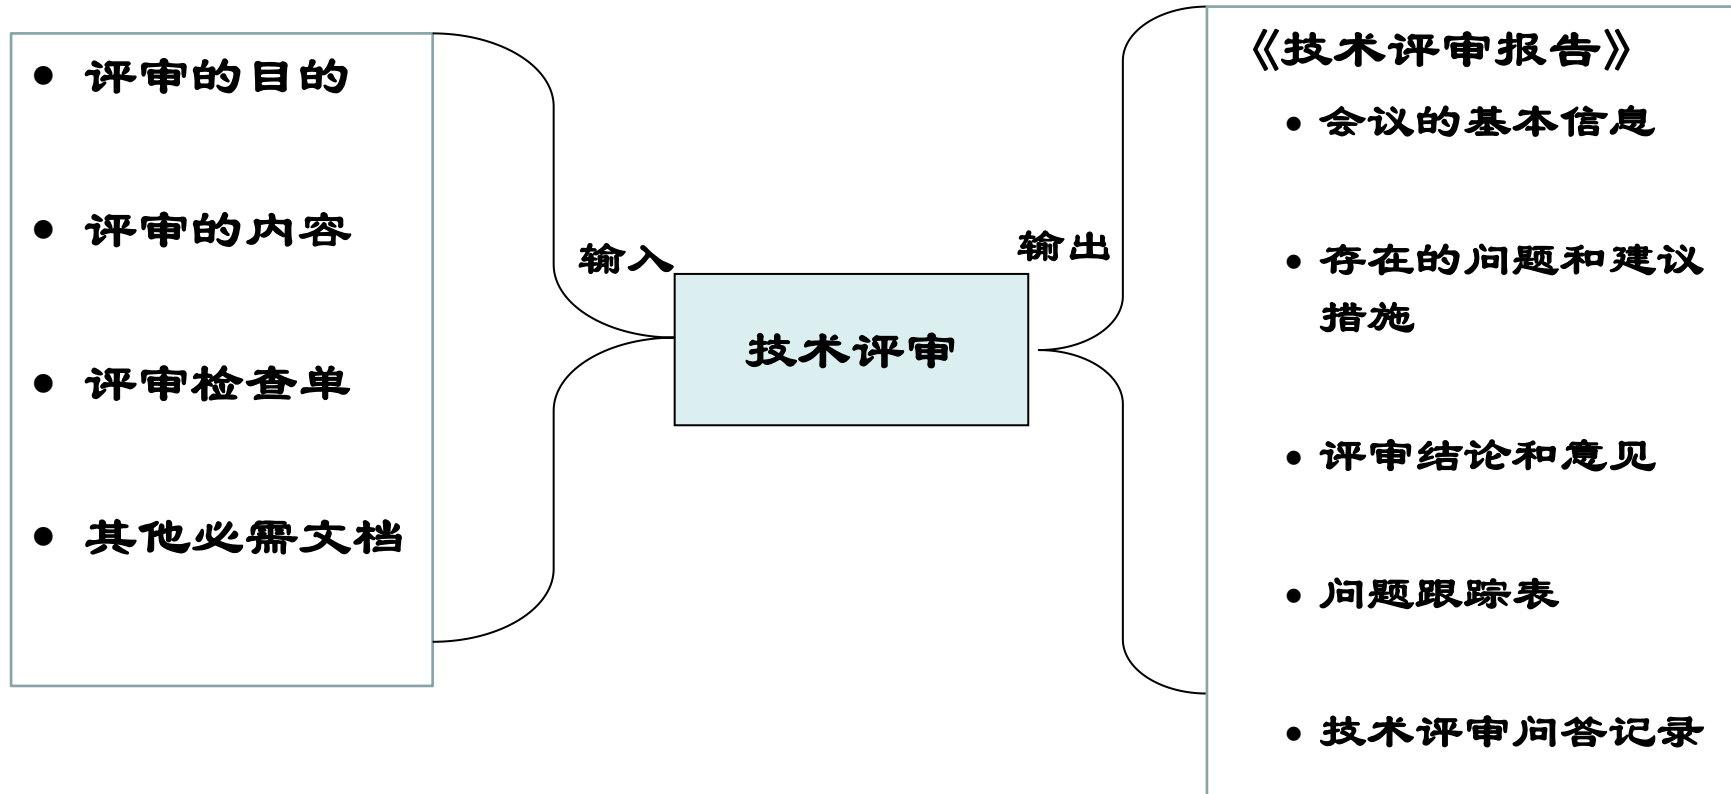 评审的目的
评审的内容
评审检查单
其他必需文档
输入
技术评审
输出
《技术评审报告》
会议的基本信息
存在的问题和建议
措施
评审结论和意见
问题跟踪表
技术评审问答记录